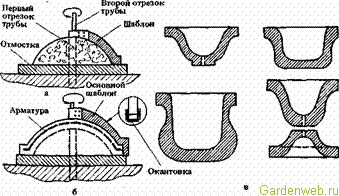 Первый отрезок
трубы
Второй отрезок
трубы
Шаблон
Отмостка
а
Основной
шаблон
Арматура
Окантовка
б
в
Gardenweb.ru